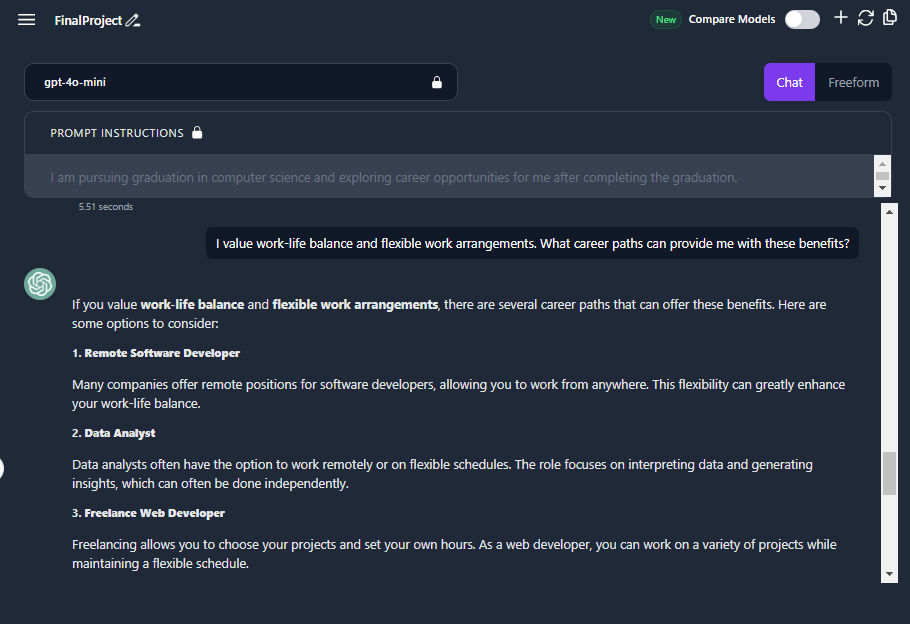 FinalProject
New Compare Models
gpt-4o-mini
Chat Freeform
PROMPT INSTRUCTIONS
I am pursuing graduation in computer science and exploring career opportunities for me after completing the graduation.
5.51 seconds
I value work-life balance and flexible work arrangements. What career paths can provide me with these benefits?
If you value work-life balance and flexible work arrangements, there are several career paths that can offer these benefits. Here are
some options to consider:
1. Remote Software Developer
Many companies offer remote positions for software developers, allowing you to work from anywhere. This flexibility can greatly enhance
your work-life balance.
2. Data Analyst
Data analysts often have the option to work remotely or on flexible schedules. The role focuses on interpreting data and generating
insights, which can often be done independently.
3. Freelance Web Developer
Freelancing allows you to choose your projects and set your own hours. As a web developer, you can work on a variety of projects while
maintaining a flexible schedule.